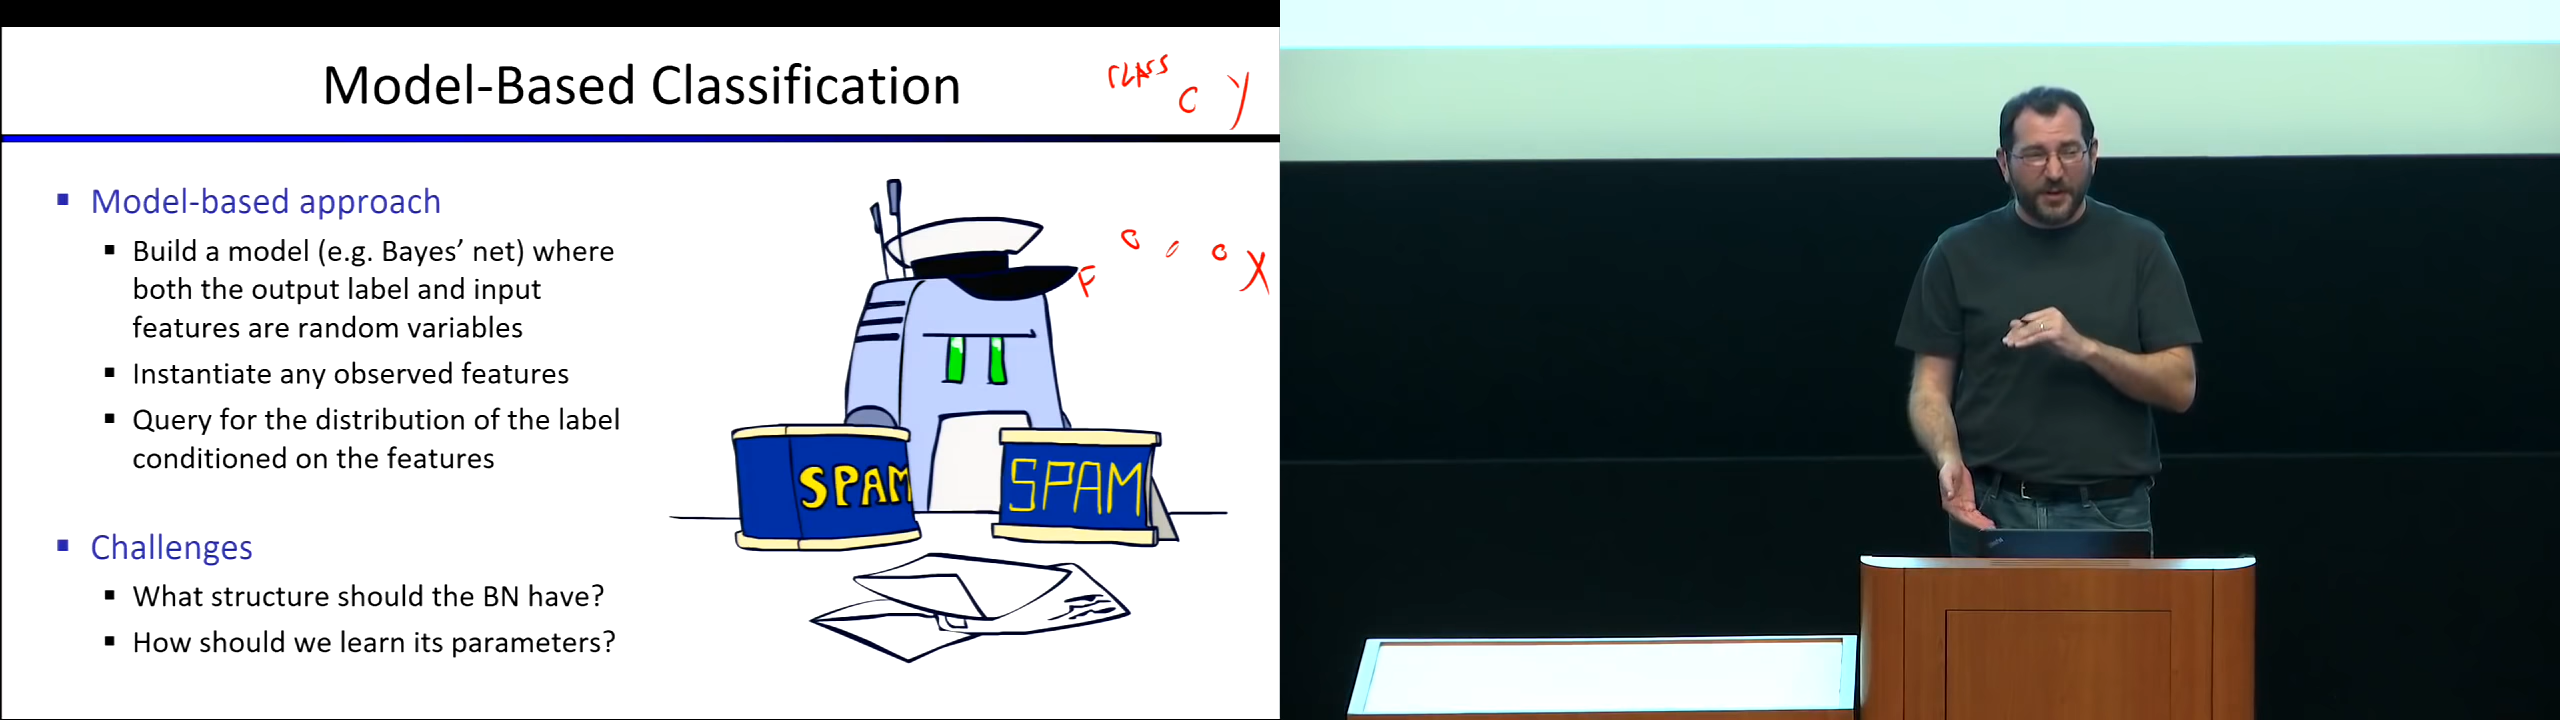 Model-Based Classification
CLASS
C Y
Model-based approach
Build a model (e.g. Bayes’ net) where
both the output label and input
features are random variables
Instantiate any observed features
Query for the distribution of the label
conditioned on the features
F
X
SPAM
SPAM
Challenges
What structure should the BN have?
How should we learn its parameters?